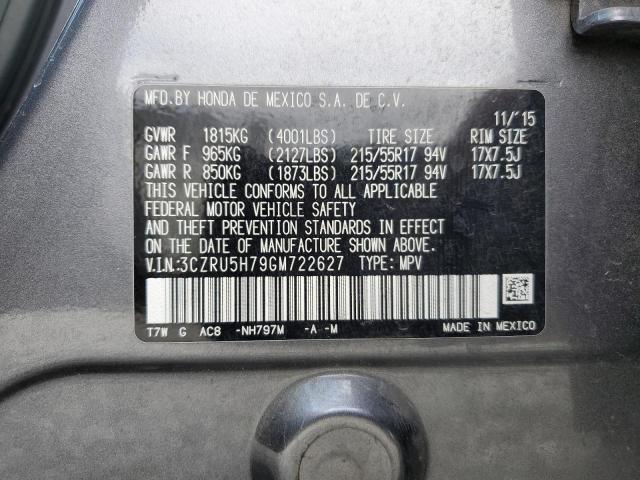 MFD.BY HONDA DE MEXICO S.A. DE C.V.
11/'15
GVWR 1815KG (4001LBS) TIRE SIZE RIM SIZE
GAWR F 965KG (2127LBS) 215/55R17 94V 17X7.5J
GAWR R 850KG (1873LBS) 215/55R17 94V 17X7.5J
THIS VEHICLE CONFORMS TO ALL APPLICABLE
FEDERAL MOTOR VEHICLE SAFETY
AND THEFT PREVENTION STANDARDS IN EFFECT
ON THE DATE OF MANUFACTURE SHOWN ABOVE.
V.I.N.:3CZRU5H79GM722627 TYPE: MPV
T7W G AC8 -NH797M -A -M MADE IN MEXICO